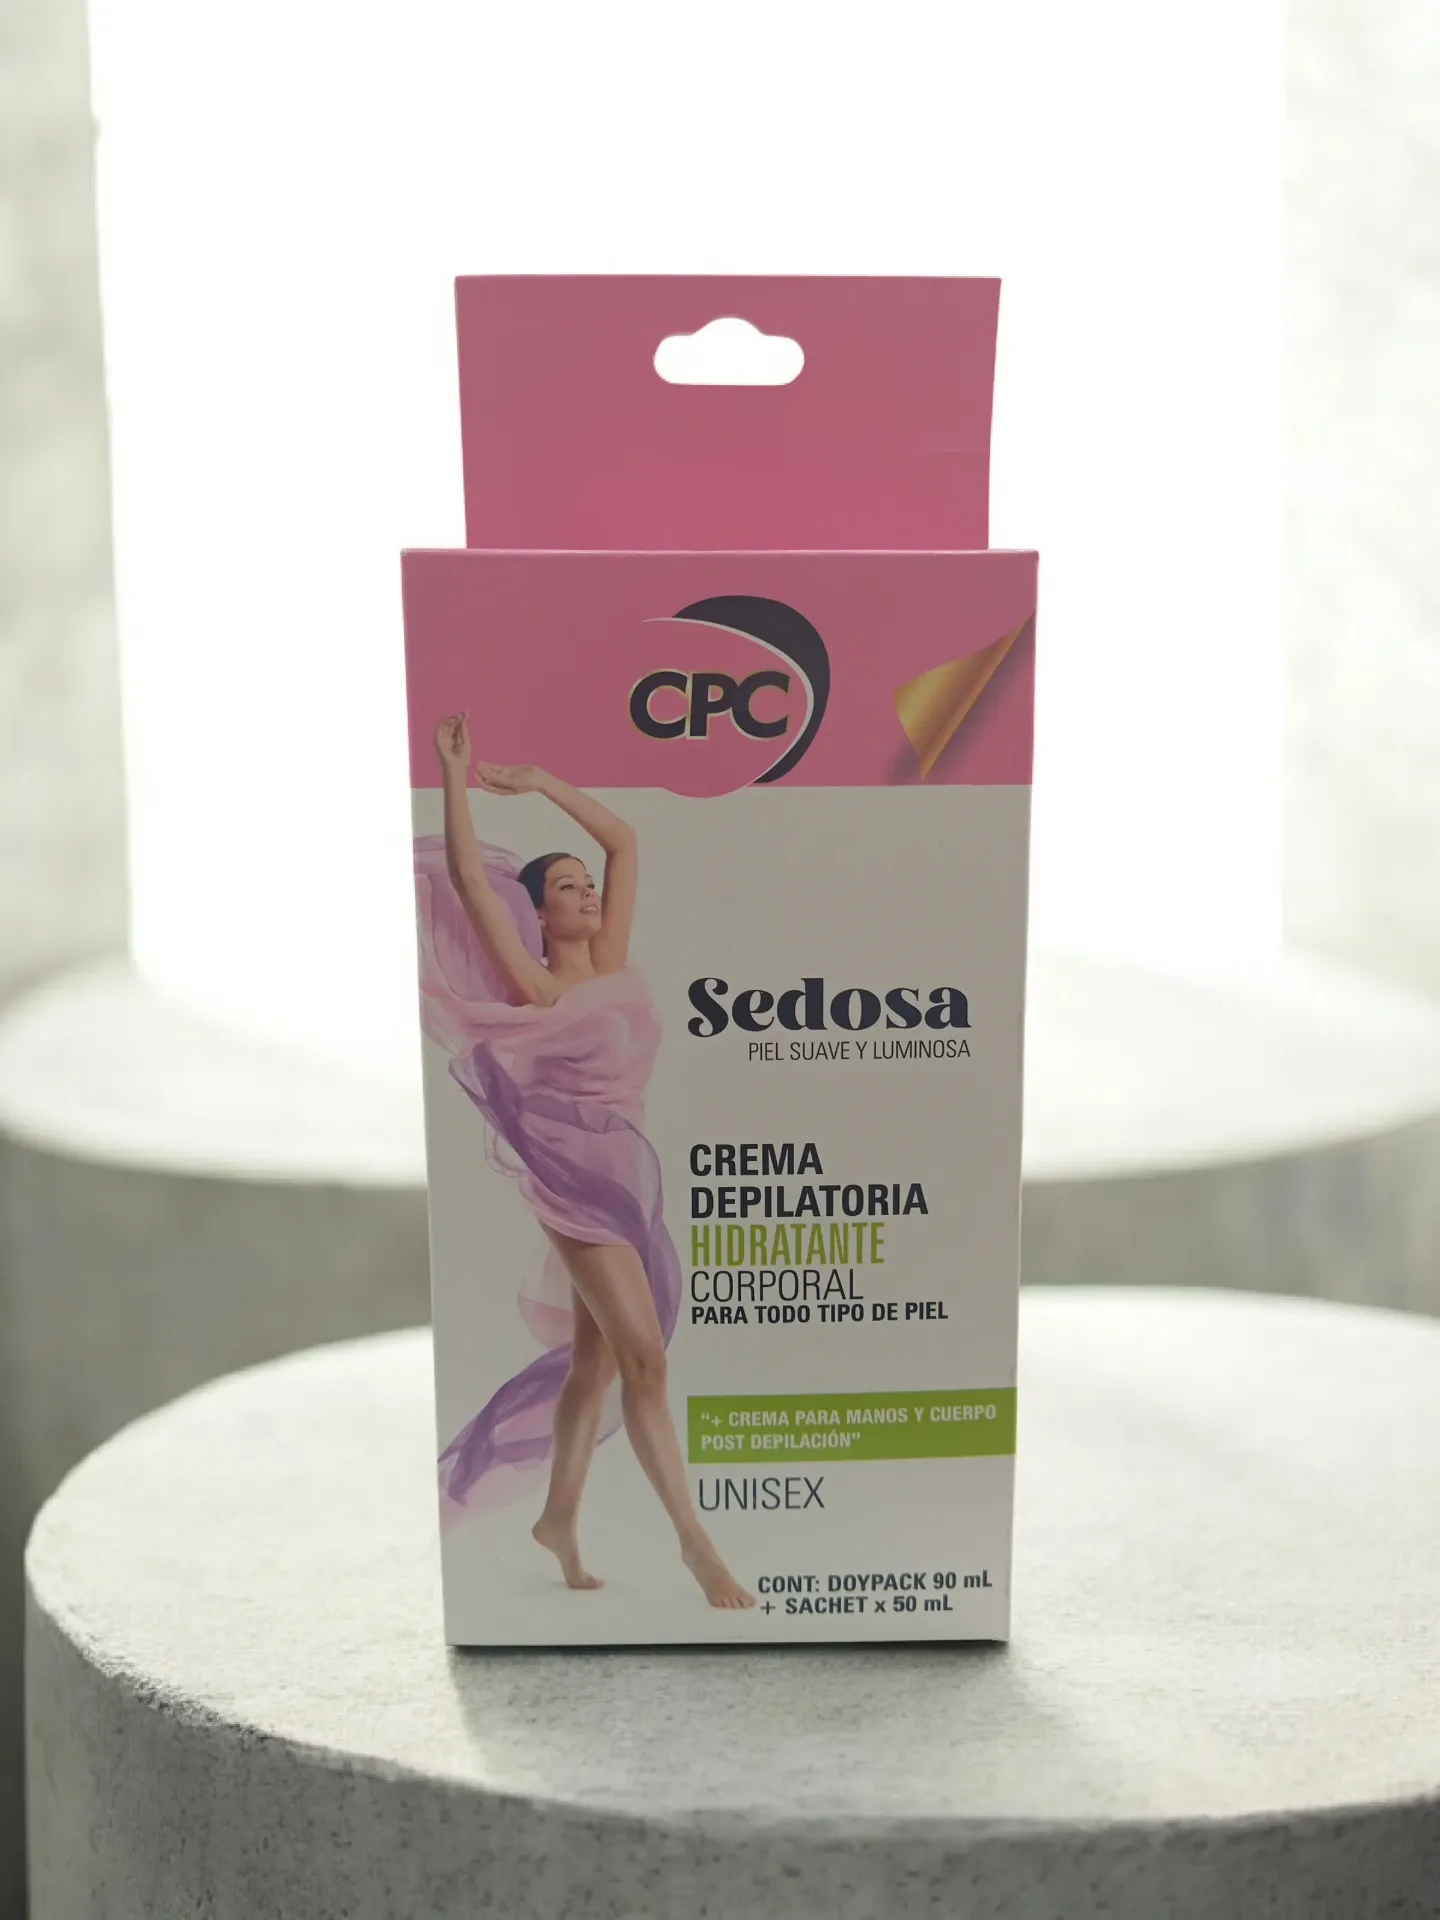 CPC
Sedosa
PIEL SUAVE Y LUMINOSA
CREMA
DEPILATORIA
HIDRATANTE
CORPORAL
PARA TODO TIPO DE PIEL
"+ CREMA PARA MANOS Y CUERPO
POST DEPILACIÓN"
UNISEX
CONT: DOYPACK 90 mL
+ SACHET x 50 mL